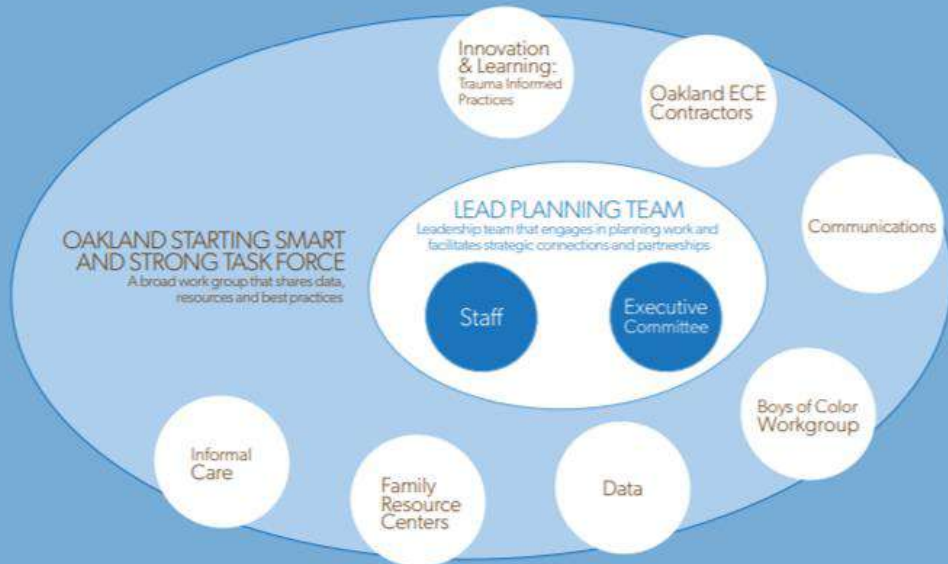 Innovation
& Learning:
Trauma Informed
Practices
Oakland ECE
Contractors
Communications
LEAD PLANNING TEAM
Leadership team that engages in planning work and
facilitates strategic connections and partnerships
OAKLAND STARTING SMART
AND STRONG TASK FORCE
A broad work group that shares data,
resources and best practices
Staff
Executive
Committee
Boys of Color
Workgroup
Informal
Care
Family
Resource
Centers
Data